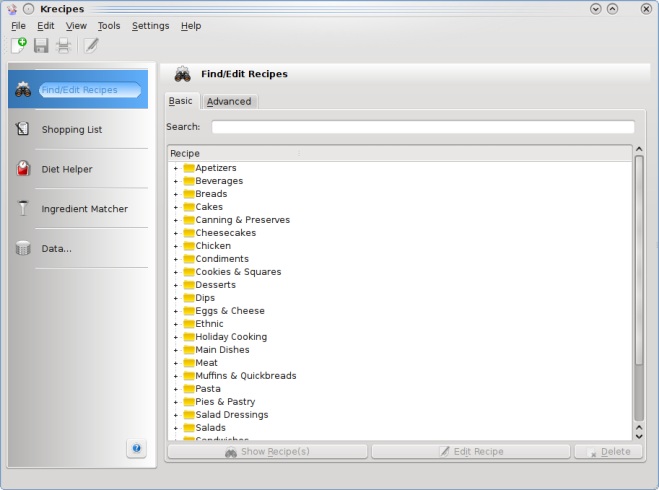 Krecipes
File Edit View Tools Settings Help
Find/Edit Recipes
Shopping List
Diet Helper
Ingredient Matcher
Data...
Find/Edit Recipes
Basic Advanced
Search:
Recipe
Apetizers
Beverages
Breads
Cakes
Canning & Preserves
Cheesecakes
Chicken
Condiments
Cookies & Squares
Desserts
Dips
Eggs & Cheese
Ethnic
Holiday Cooking
Main Dishes
Meat
Muffins & Quickbreads
Pasta
Pies & Pastry
Salad Dressings
Salads
Sandwiches
Show Recipe(s) Edit Recipe Delete